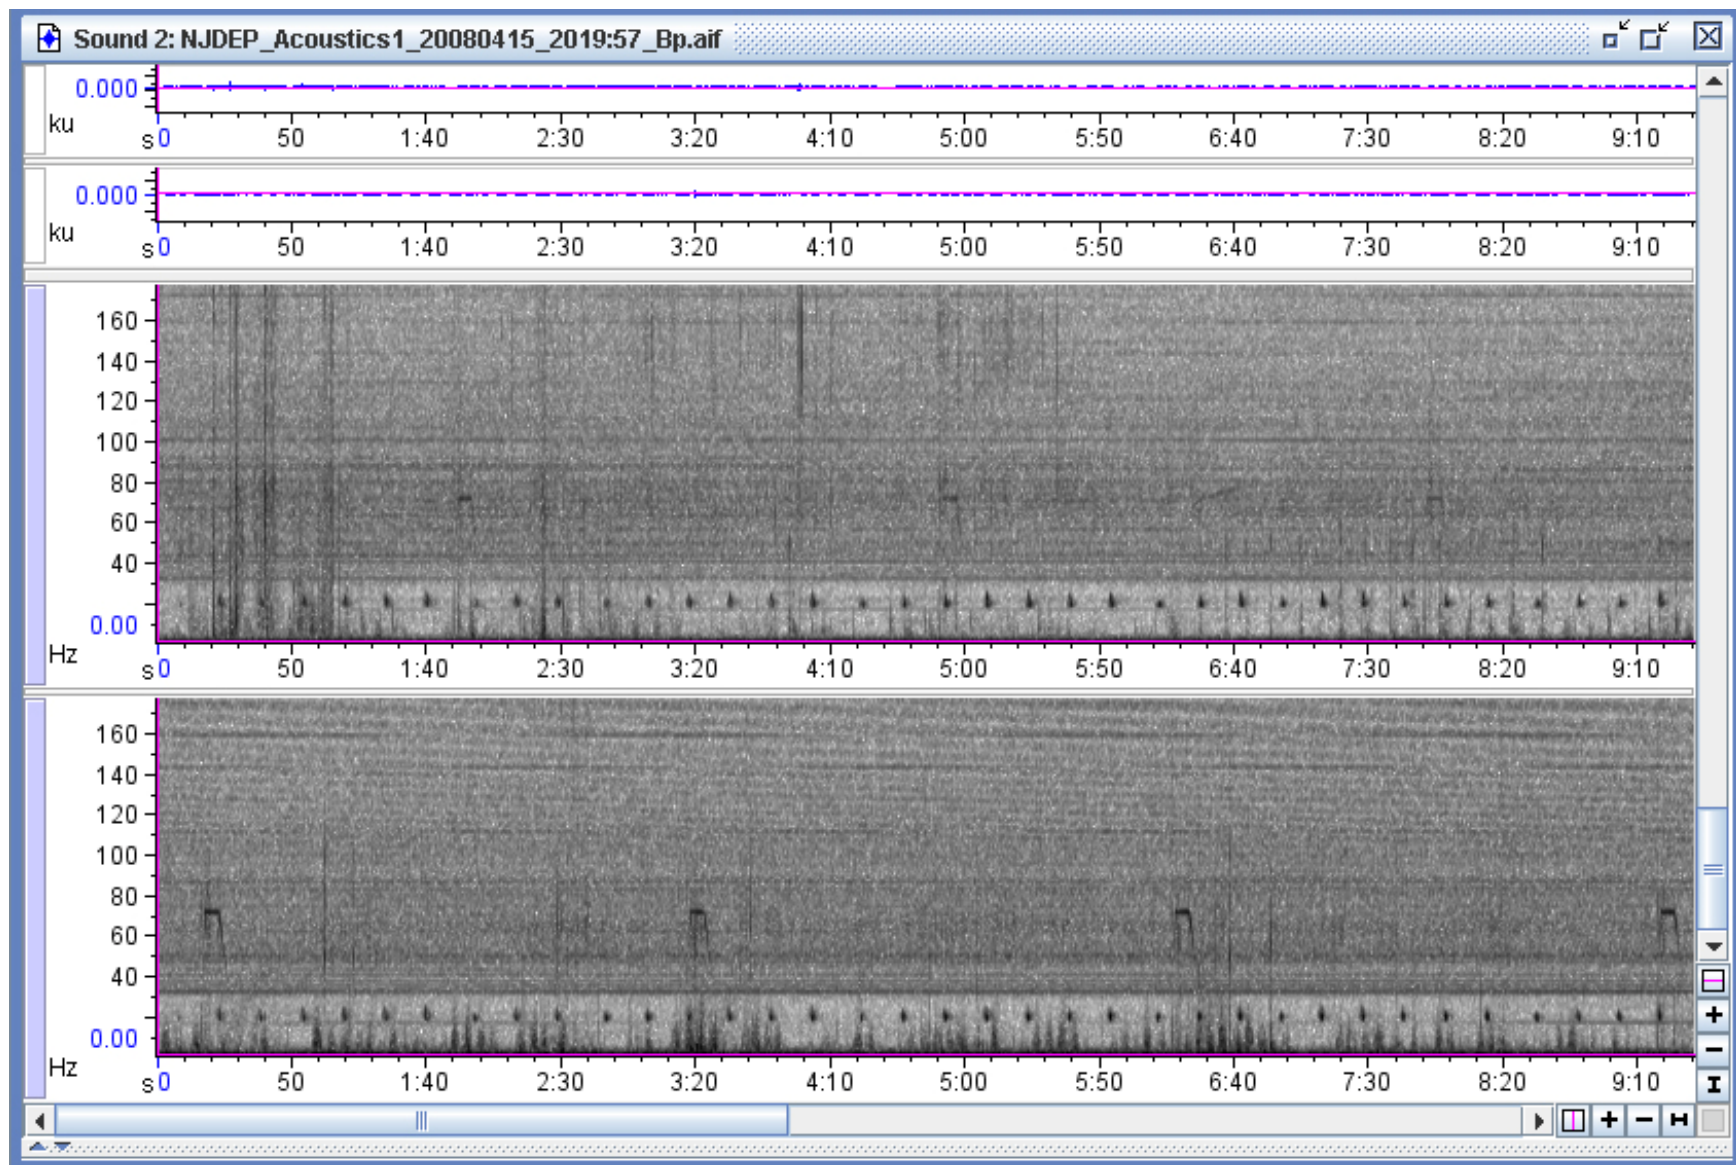 Sound 2: NJDEP_Acoustics1_20080415_2019:57_Bp.aif
0.000
ku
s 0 50 1:40 2:30 3:20 4:10 5:00 5:50 6:40 7:30 8:20 9:10
0.000
ku
s 0 50 1:40 2:30 3:20 4:10 5:00 5:50 6:40 7:30 8:20 9:10
160
140
120
100
80
60
40
0.00
Hz
s 0 50 1:40 2:30 3:20 4:10 5:00 5:50 6:40 7:30 8:20 9:10
160
140
120
100
80
60
40
0.00
Hz
s 0 50 1:40 2:30 3:20 4:10 5:00 5:50 6:40 7:30 8:20 9:10